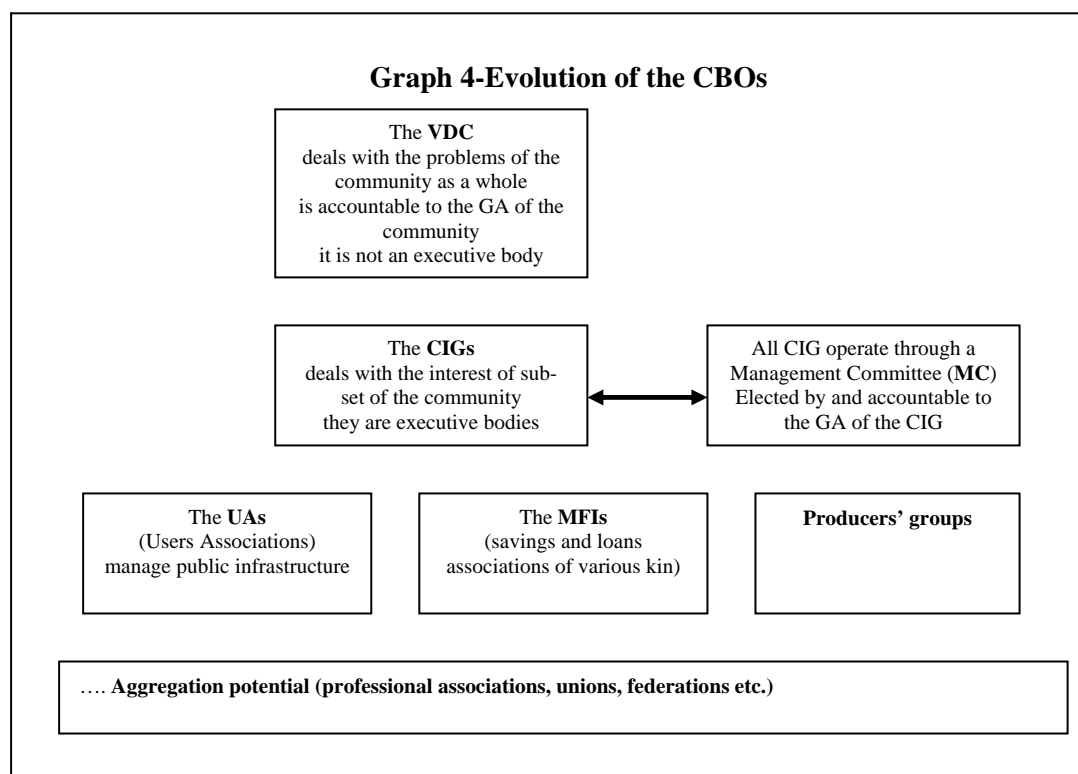 Graph 4-Evolution of the CBOs
The VDC
deals with the problems of the
community as a whole
is accountable to the GA of the
community
it is not an executive body
The CIGs
deals with the interest of sub-
set of the community
they are executive bodies
All CIG operate through a
Management Committee (MC)
Elected by and accountable to
the GA of the CIG
The UAs
(Users Associations)
manage public infrastructure
The MFIs
(savings and loans
associations of various kin)
Producers’ groups
…. Aggregation potential (professional associations, unions, federations etc.)